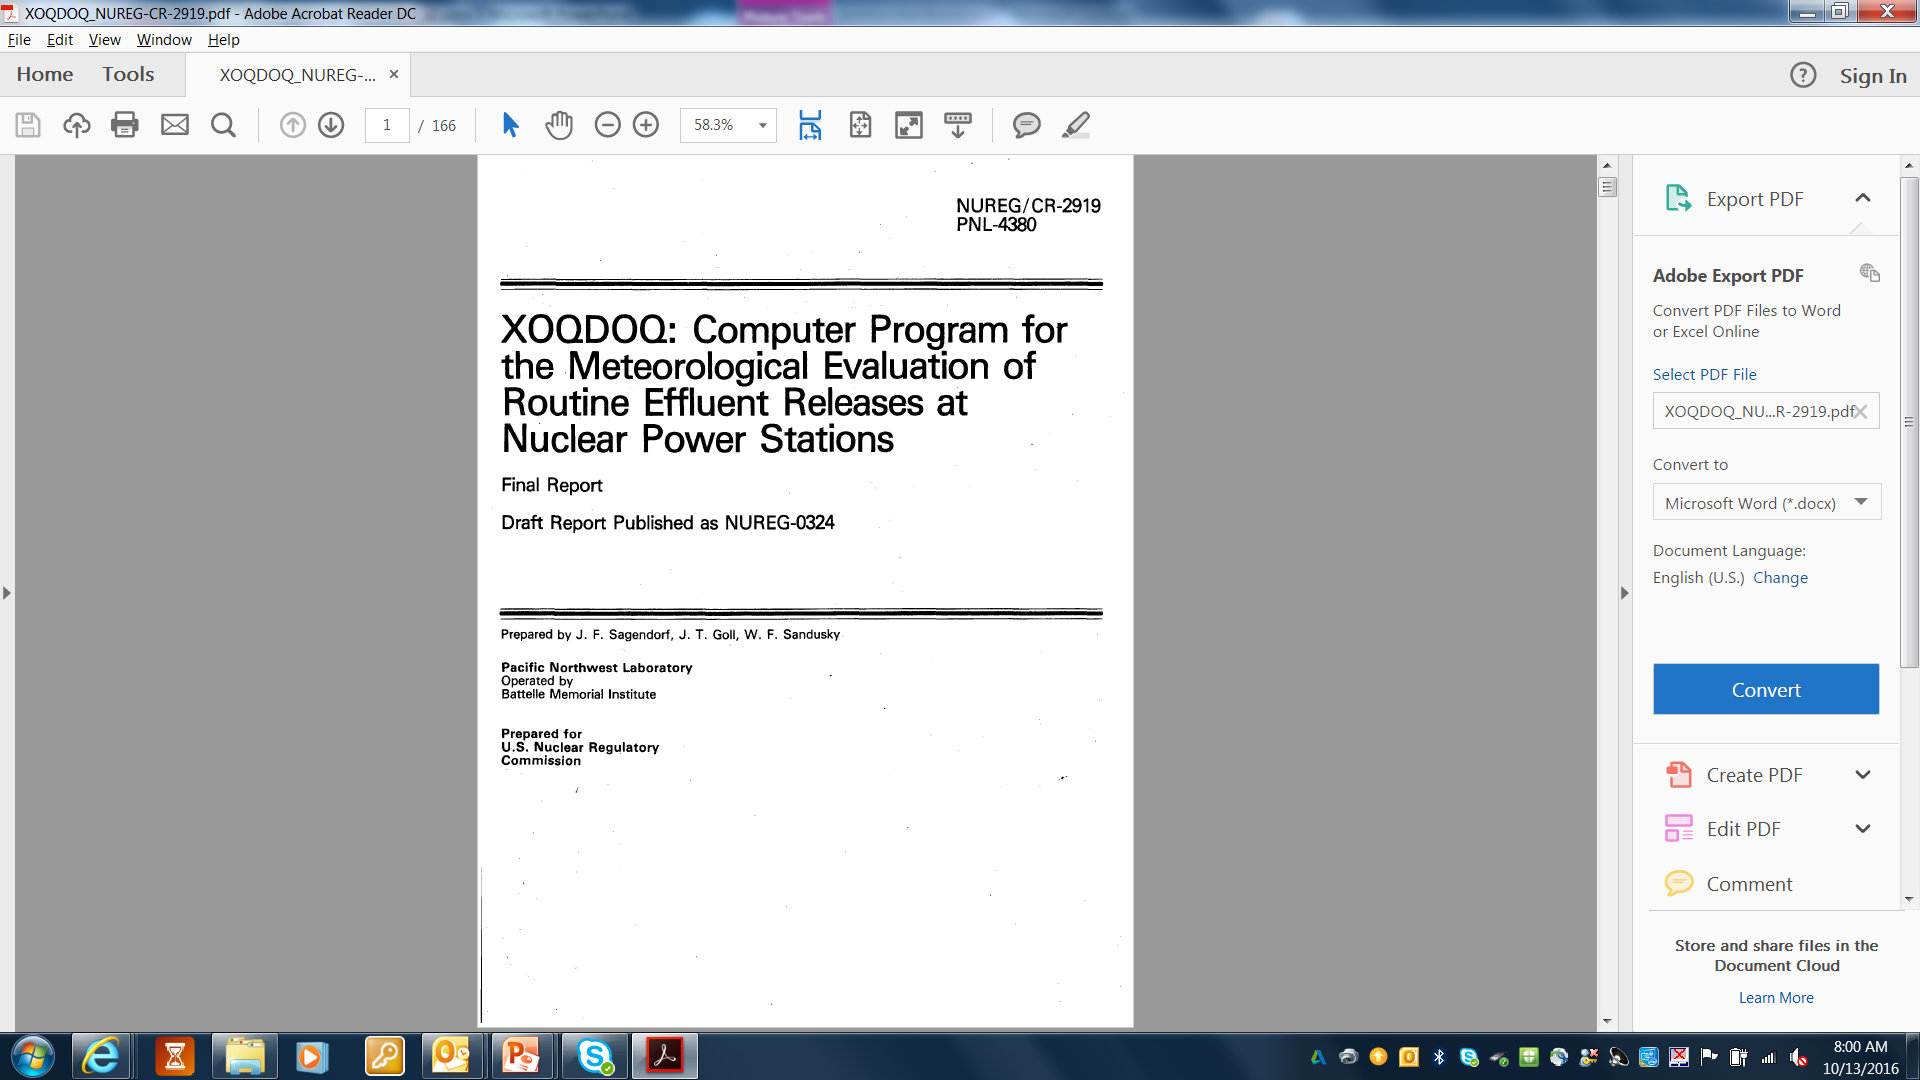 XOQDOQ_NUREG-CR-2919.pdf - Adobe Acrobat Reader DC
File Edit View Window Help
Home Tools XOQDOQ_NUREG-... × ? Sign In
1 / 166 58.3%
NUREG/CR-2919
PNL-4380
XOQDOQ: Computer Program for
the Meteorological Evaluation of
Routine Effluent Releases at
Nuclear Power Stations
Final Report
Draft Report Published as NUREG-0324
Prepared by J. F. Sagendorf, J. T. Goll, W. F. Sandusky
Pacific Northwest Laboratory
Operated by
Battelle Memorial Institute
Prepared for
U.S. Nuclear Regulatory
Commission
Export PDF
Adobe Export PDF
Convert PDF Files to Word
or Excel Online
Select PDF File
XOQDOQ_NU...R-2919.pdf
Convert to
Microsoft Word (*.docx)
Document Language:
English (U.S.) Change
Convert
Create PDF
Edit PDF
Comment
Store and share files in the
Document Cloud
Learn More
8:00 AM
10/13/2016